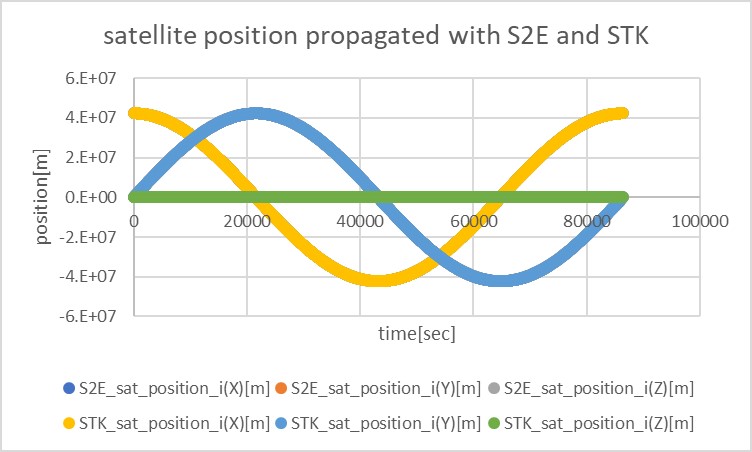 satellite position propagated with S2E and STK
6.E+07
4.E+07
2.E+07
0.E+00
-2.E+07
-4.E+07
-6.E+07
position[m]
0 20000 40000 60000 80000 100000
time[sec]
S2E_sat_position_i(X)[m] S2E_sat_position_i(Y)[m] S2E_sat_position_i(Z)[m]
STK_sat_position_i(X)[m] STK_sat_position_i(Y)[m] STK_sat_position_i(Z)[m]